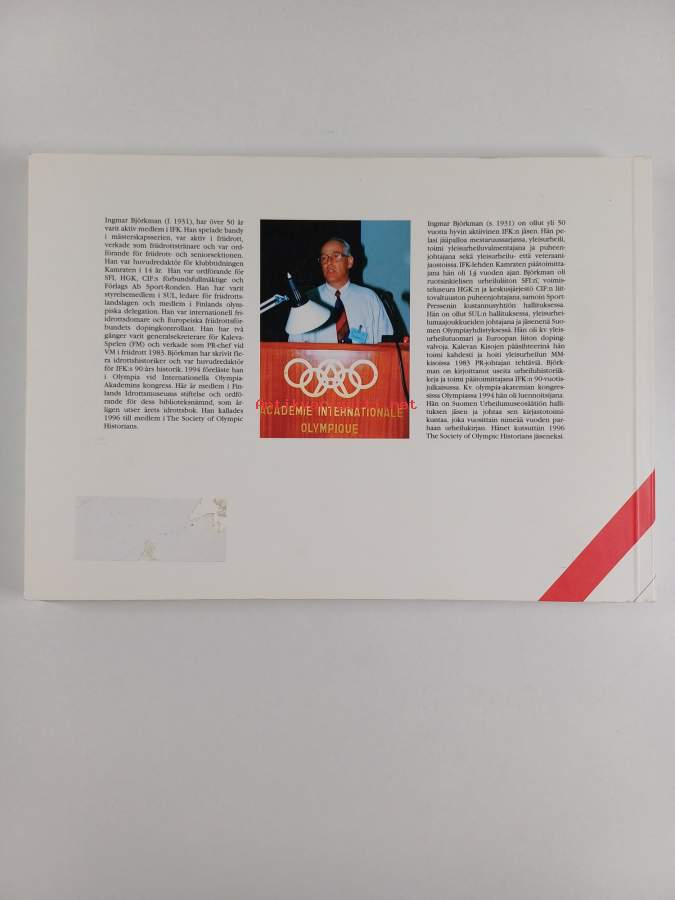 Ingmar Björkman (f. 1931), har över 50 år
varit aktiv medlem i IFK. Han spelade bandy
i mästerskapsserien, var aktiv i friidrott,
verkade som friidrottstränare och var ord-
förande för friidrotts- och seniorsektionen.
Han var huvudredaktör för klubbtidningen
Kamraten i 14 år. Han var ordförande för
SFI, HGK, CIF:s förbundsfullmäktige och
Förlags Ab Sport-Ronden. Han har varit
styrelsemedlem i SUL, ledare för friidrotts-
landslagen och medlem i Finlands olym-
piska delegation. Han var internationell fri-
idrottsdomare och Europeiska friidrottsför-
bundets dopingkontrollant. Han har två
gånger varit generalsekreterare för Kaleva-
Spelen (FM) och verkade som PR-chef vid
VM i friidrott 1983. Björkman har skrivit fle-
ra idrottshistoriker och var huvudredaktör
för IFK:s 90-års historik. 1994 föreläste han
i Olympia vid Internationella Olympia-
Akademins kongress. Här är medlem i Fin-
lands Idrottsmuseums stiftelse och ordfö-
rande för dess biblioteksnämnd, som år-
ligen utser årets idrottsbok. Han kallades
1996 till medlem i The Society of Olympic
Historians.
ACADEMIE INTERNATIONALE
OLYMPIQUE
Ingmar Björkman (s. 1931) on ollut yli 50
vuotta hyvin aktiivinen IFK:n jäsen. Hän pe-
lasi jääpalloa mestaruussarjassa, yleisurheili,
toimi yleisurheiluvalmentajana ja puheen-
johtajana sekä yleisurheilu- että veteraani-
jaostoissa. IFK-lehden Kamraten päätoimitta-
jana hän oli 14 vuoden ajan. Björkman oli
ruotsinkielisen urheiluliiton SFI:n, voimis-
teluseura HGK:n ja keskusjärjestö CIF:n liit-
tovaltuuston puheenjohtajana, samoin Sport-
Pressenin kustannusyhtiön hallituksessa.
Hän on ollut SUL:n hallituksessa, yleisurhei-
lumaajoukkueiden johtajana ja jäsenenä Suo-
men Olympiayhdistyksessä. Hän oli kv. yleis-
urheilutuomari ja Euroopan liiton doping-
valvoja. Kalevan Kisojen pääsihteerinä hän
toimi kahdesti ja hoiti yleisurheilun MM-
kisoissa 1983 PR-johtajan tehtäviä. Björk-
man on kirjoittanut useita urheiluhistoriik-
keja ja toimi päätoimittajana IFK:n 90-vuotis-
julkaisussa. Kv. olympia-akatemian kongres-
sissa Olympiassa 1994 hän oli luennoitsijana.
Hän on Suomen Urheilumuseosäätiön halli-
tuksen jäsen ja johtaa sen kirjastotoimi-
kuntaa, joka vuosittain nimeää vuoden par-
haan urheilukirjan. Hänet kutsuttiin 1996
The Society of Olympic Historians jäseneksi.